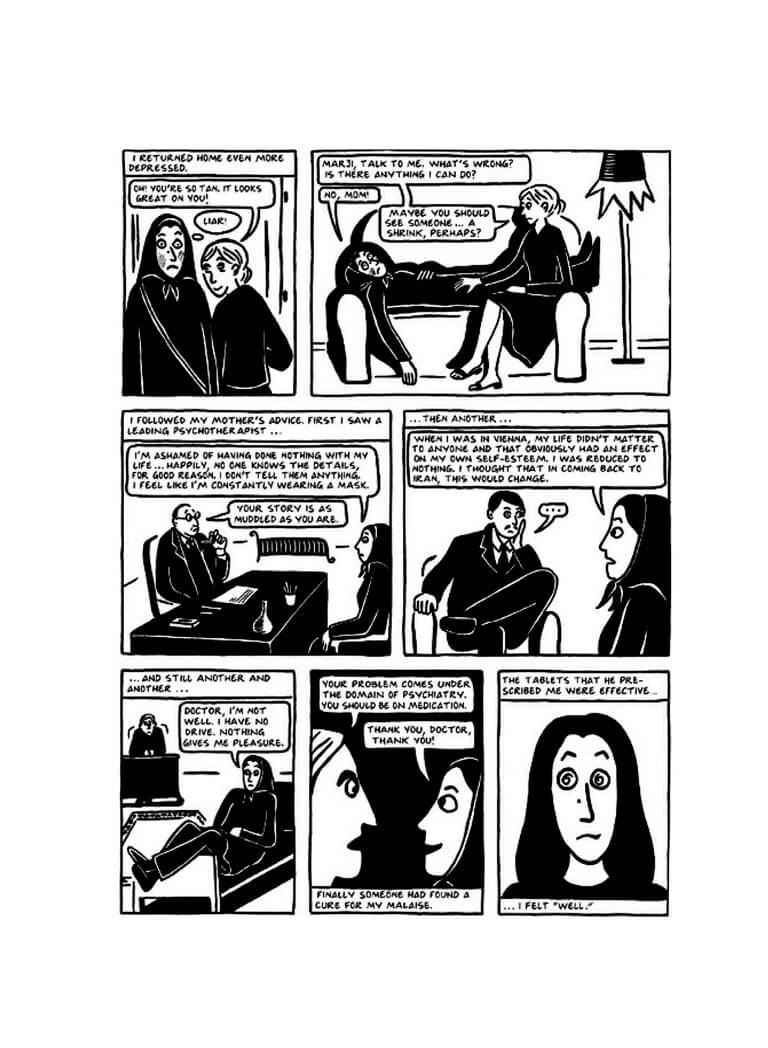 I RETURNED HOME EVEN MORE
DEPRESSED.
OH! YOU'RE SO TAN. IT LOOKS
GREAT ON YOU!
LIAR!
MARJI, TALK TO ME. WHAT'S WRONG?
IS THERE ANYTHING I CAN DO?
NO, MOM!
MAYBE YOU SHOULD
SEE SOMEONE... A
SHRINK, PERHAPS?
I FOLLOWED MY MOTHER'S ADVICE. FIRST I SAW A
LEADING PSYCHOTHERAPIST ...
I'M ASHAMED OF HAVING DONE NOTHING WITH MY
LIFE... HAPPILY, NO ONE KNOWS THE DETAILS,
FOR GOOD REASON. I DON'T TELL THEM ANYTHING.
I FEEL LIKE I'M CONSTANTLY WEARING A MASK.
YOUR STORY IS AS
MUDDLED AS YOU ARE.
...THEN ANOTHER...
WHEN I WAS IN VIENNA, MY LIFE DIDN'T MATTER
TO ANYONE AND THAT OBVIOUSLY HAD AN EFFECT
ON MY OWN SELF-ESTEEM. I WAS REDUCED TO
NOTHING. I THOUGHT THAT IN COMING BACK TO
IRAN, THIS WOULD CHANGE.
...
...AND STILL ANOTHER AND
ANOTHER ...
DOCTOR, I'M NOT
WELL. I HAVE NO
DRIVE. NOTHING
GIVES ME PLEASURE.
YOUR PROBLEM COMES UNDER
THE DOMAIN OF PSYCHIATRY.
YOU SHOULD BE ON MEDICATION.
THANK YOU, DOCTOR,
THANK YOU!
FINALLY SOMEONE HAD FOUND A
CURE FOR MY MALAISE.
THE TABLETS THAT HE PRE-
SCRIBED ME WERE EFFECTIVE...
...I FELT "WELL."